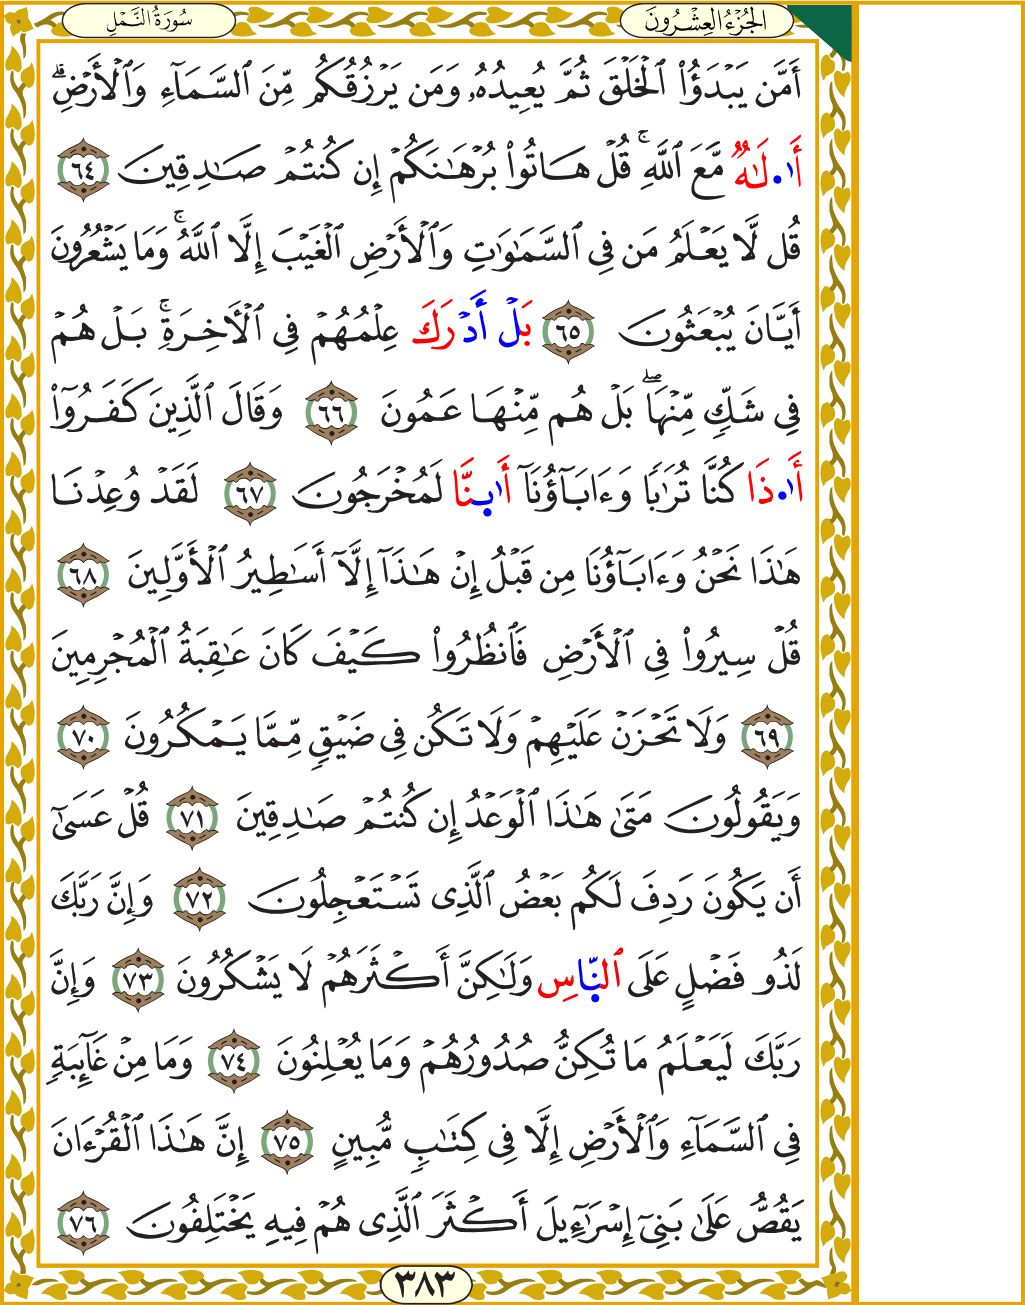 الجُزْءُ العِشْرُونَ
سُورَةُ النَّمْلِ
أَمَّن يَبْدَؤُاْ ٱلْخَلْقَ ثُمَّ يُعِيدُهُۥ وَمَن يَرْزُقُكُم مِّنَ ٱلسَّمَآءِ وَٱلْأَرْضِۗ
أَ۟ا۬لَٰهٌ مَّعَ ٱللَّهِۚ قُلْ هَاتُواْ بُرْهَٰنَكُمْ إِن كُنتُمْ صَٰدِقِينَ ٦٤
قُل لَّا يَعْلَمُ مَن فِي ٱلسَّمَٰوَٰتِ وَٱلْأَرْضِ ٱلْغَيْبَ إِلَّا ٱللَّهُۚ وَمَا يَشْعُرُونَ
أَيَّانَ يُبْعَثُونَ ٦٥ بَلْ أَدْرَكَ عِلْمُهُمْ فِي ٱلْأٓخِرَةِۚ بَلْ هُمْ
فِي شَكٍّ مِّنْهَاۖ بَلْ هُم مِّنْهَا عَمُونَ ٦٦ وَقَالَ ٱلَّذِينَ كَفَرُوٓاْ
أَ۟ا۬ذَا كُنَّا تُرَٰبًا وَءَابَآؤُنَآ أَ۟ى۪نَّا لَمُخْرَجُونَ ٦٧ لَقَدْ وُعِدْنَا
هَٰذَا نَحْنُ وَءَابَآؤُنَا مِن قَبْلُ إِنْ هَٰذَآ إِلَّآ أَسَٰطِيرُ ٱلْأَوَّلِينَ ٦٨
قُلْ سِيرُواْ فِي ٱلْأَرْضِ فَٱنظُرُواْ كَيْفَ كَانَ عَٰقِبَةُ ٱلْمُجْرِمِينَ
٦٩ وَلَا تَحْزَنْ عَلَيْهِمْ وَلَا تَكُن فِي ضَيْقٍ مِّمَّا يَمْكُرُونَ ٧٠
وَيَقُولُونَ مَتَىٰ هَٰذَا ٱلْوَعْدُ إِن كُنتُمْ صَٰدِقِينَ ٧١ قُلْ عَسَىٰٓ
أَن يَكُونَ رَدِفَ لَكُم بَعْضُ ٱلَّذِي تَسْتَعْجِلُونَ ٧٢ وَإِنَّ رَبَّكَ
لَذُو فَضْلٍ عَلَى ٱلنَّاسِ وَلَٰكِنَّ أَكْثَرَهُمْ لَا يَشْكُرُونَ ٧٣ وَإِنَّ
رَبَّكَ لَيَعْلَمُ مَا تُكِنُّ صُدُورُهُمْ وَمَا يُعْلِنُونَ ٧٤ وَمَا مِنْ غَآئِبَةٍ
فِي ٱلسَّمَآءِ وَٱلْأَرْضِ إِلَّا فِي كِتَٰبٍ مُّبِينٍ ٧٥ إِنَّ هَٰذَا ٱلْقُرْءَانَ
يَقُصُّ عَلَىٰ بَنِيٓ إِسْرَٰٓءِيلَ أَكْثَرَ ٱلَّذِي هُمْ فِيهِ يَخْتَلِفُونَ ٧٦
٣٨٣